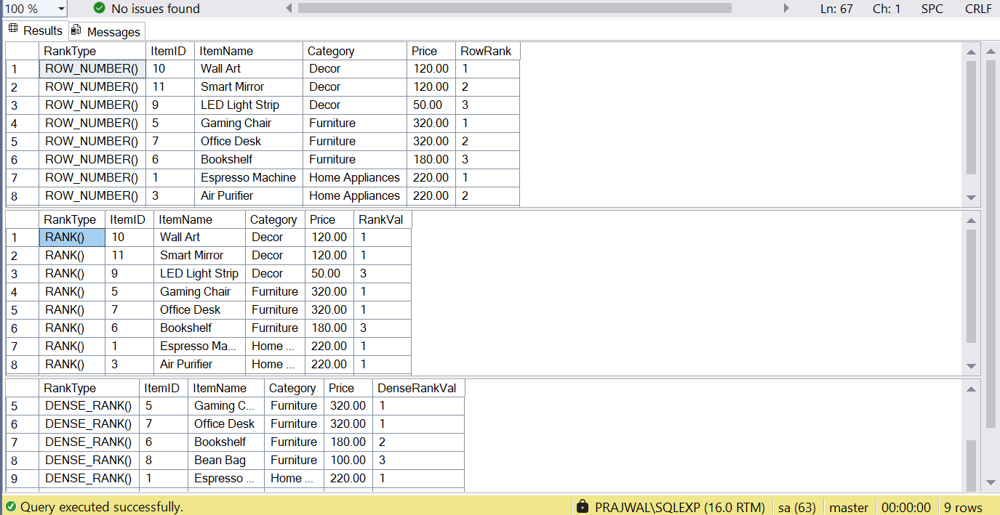 100 % No issues found Ln: 67 Ch: 1 SPC CRLF
Results Messages
RankType ItemID ItemName Category Price RowRank
1 ROW_NUMBER() 10 Wall Art Decor 120.00 1
2 ROW_NUMBER() 11 Smart Mirror Decor 120.00 2
3 ROW_NUMBER() 9 LED Light Strip Decor 50.00 3
4 ROW_NUMBER() 5 Gaming Chair Furniture 320.00 1
5 ROW_NUMBER() 7 Office Desk Furniture 320.00 2
6 ROW_NUMBER() 6 Bookshelf Furniture 180.00 3
7 ROW_NUMBER() 1 Espresso Machine Home Appliances 220.00 1
8 ROW_NUMBER() 3 Air Purifier Home Appliances 220.00 2
RankType ItemID ItemName Category Price RankVal
1 RANK() 10 Wall Art Decor 120.00 1
2 RANK() 11 Smart Mirror Decor 120.00 1
3 RANK() 9 LED Light Strip Decor 50.00 3
4 RANK() 5 Gaming Chair Furniture 320.00 1
5 RANK() 7 Office Desk Furniture 320.00 1
6 RANK() 6 Bookshelf Furniture 180.00 3
7 RANK() 1 Espresso Ma... Home ... 220.00 1
8 RANK() 3 Air Purifier Home ... 220.00 1
RankType ItemID ItemName Category Price DenseRankVal
5 DENSE_RANK() 5 Gaming C... Furniture 320.00 1
6 DENSE_RANK() 7 Office Desk Furniture 320.00 1
7 DENSE_RANK() 6 Bookshelf Furniture 180.00 2
8 DENSE_RANK() 8 Bean Bag Furniture 100.00 3
9 DENSE_RANK() 1 Espresso ... Home ... 220.00 1
Query executed successfully. PRAJWAL\SQLEXP (16.0 RTM) sa (63) master 00:00:00 9 rows